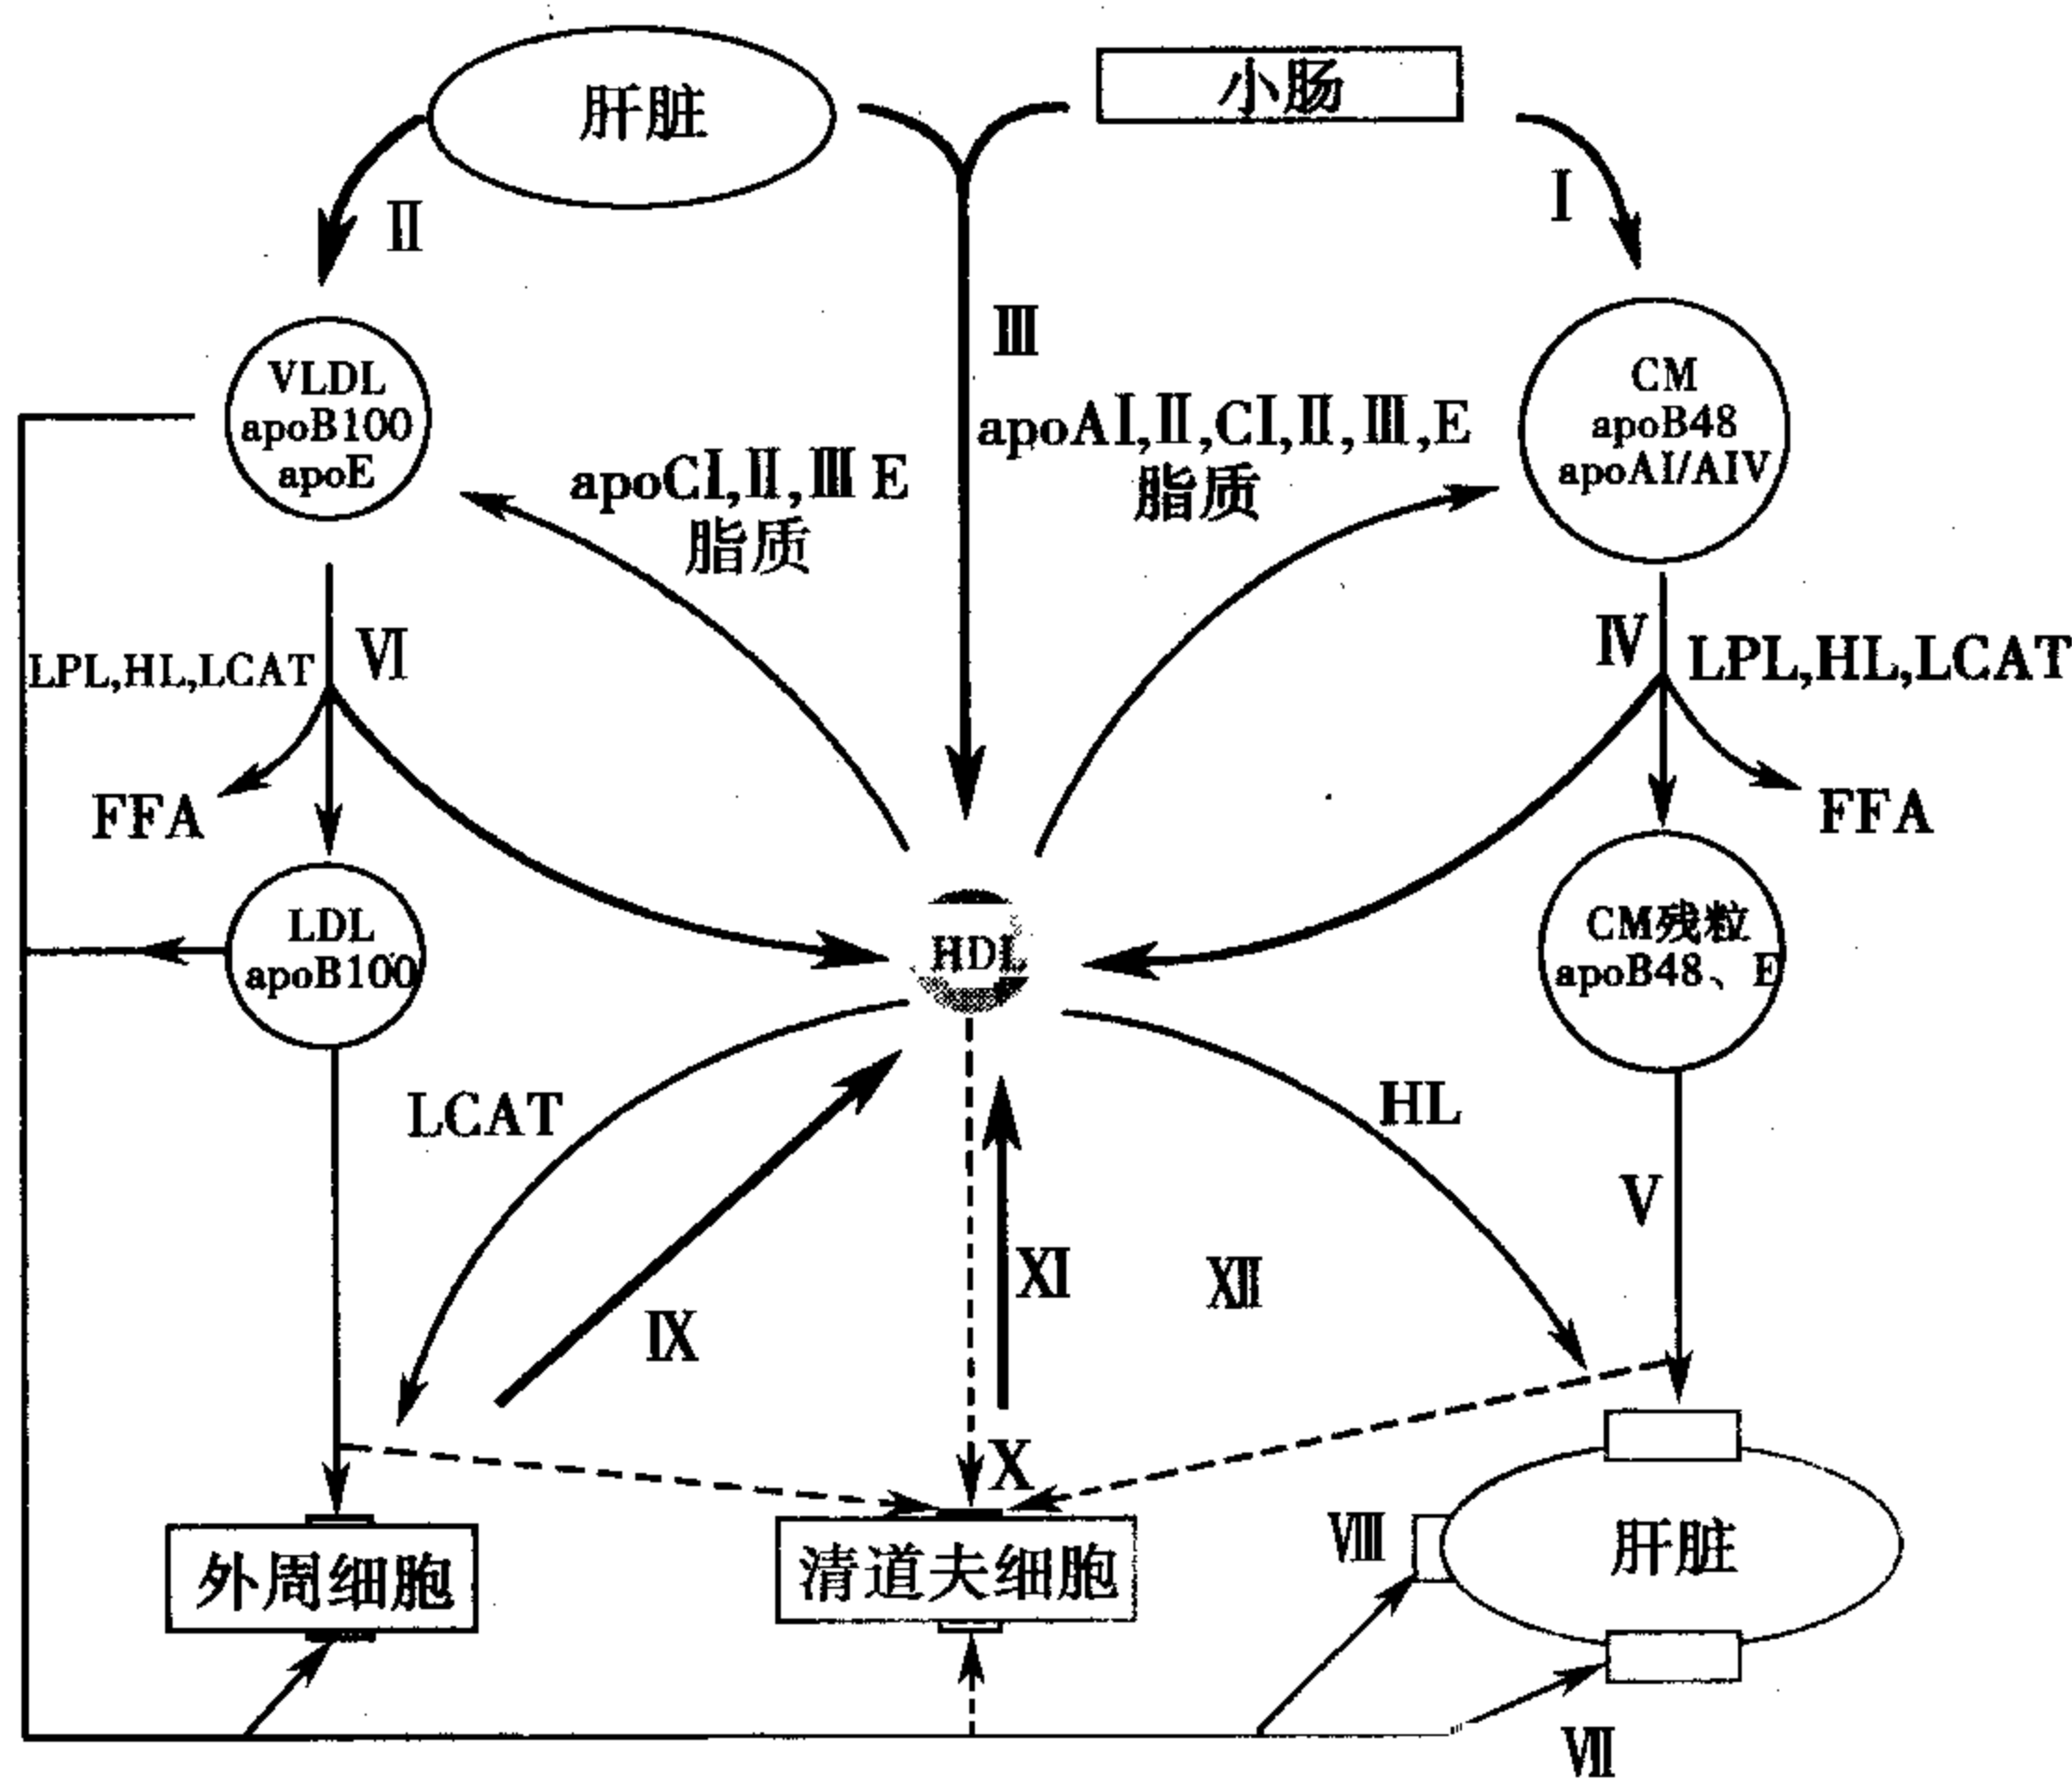 肝脏
小肠
Ⅰ
Ⅱ
Ⅲ
VLDL
apoB100
apoE
CM
apoB48
apoAI/AIV
apoAⅠ,Ⅱ,CⅠ,Ⅱ,Ⅲ,E
脂质
apoCⅠ,Ⅱ,Ⅲ E
脂质
LPL,HL,LCAT
Ⅵ
Ⅳ
LPL,HL,LCAT
FFA
FFA
LDL
apoB100
HDL
CM残粒
apoB48、E
LCAT
HL
Ⅴ
Ⅸ
Ⅺ
Ⅻ
Ⅹ
外周细胞
清道夫细胞
Ⅷ
肝脏
Ⅶ